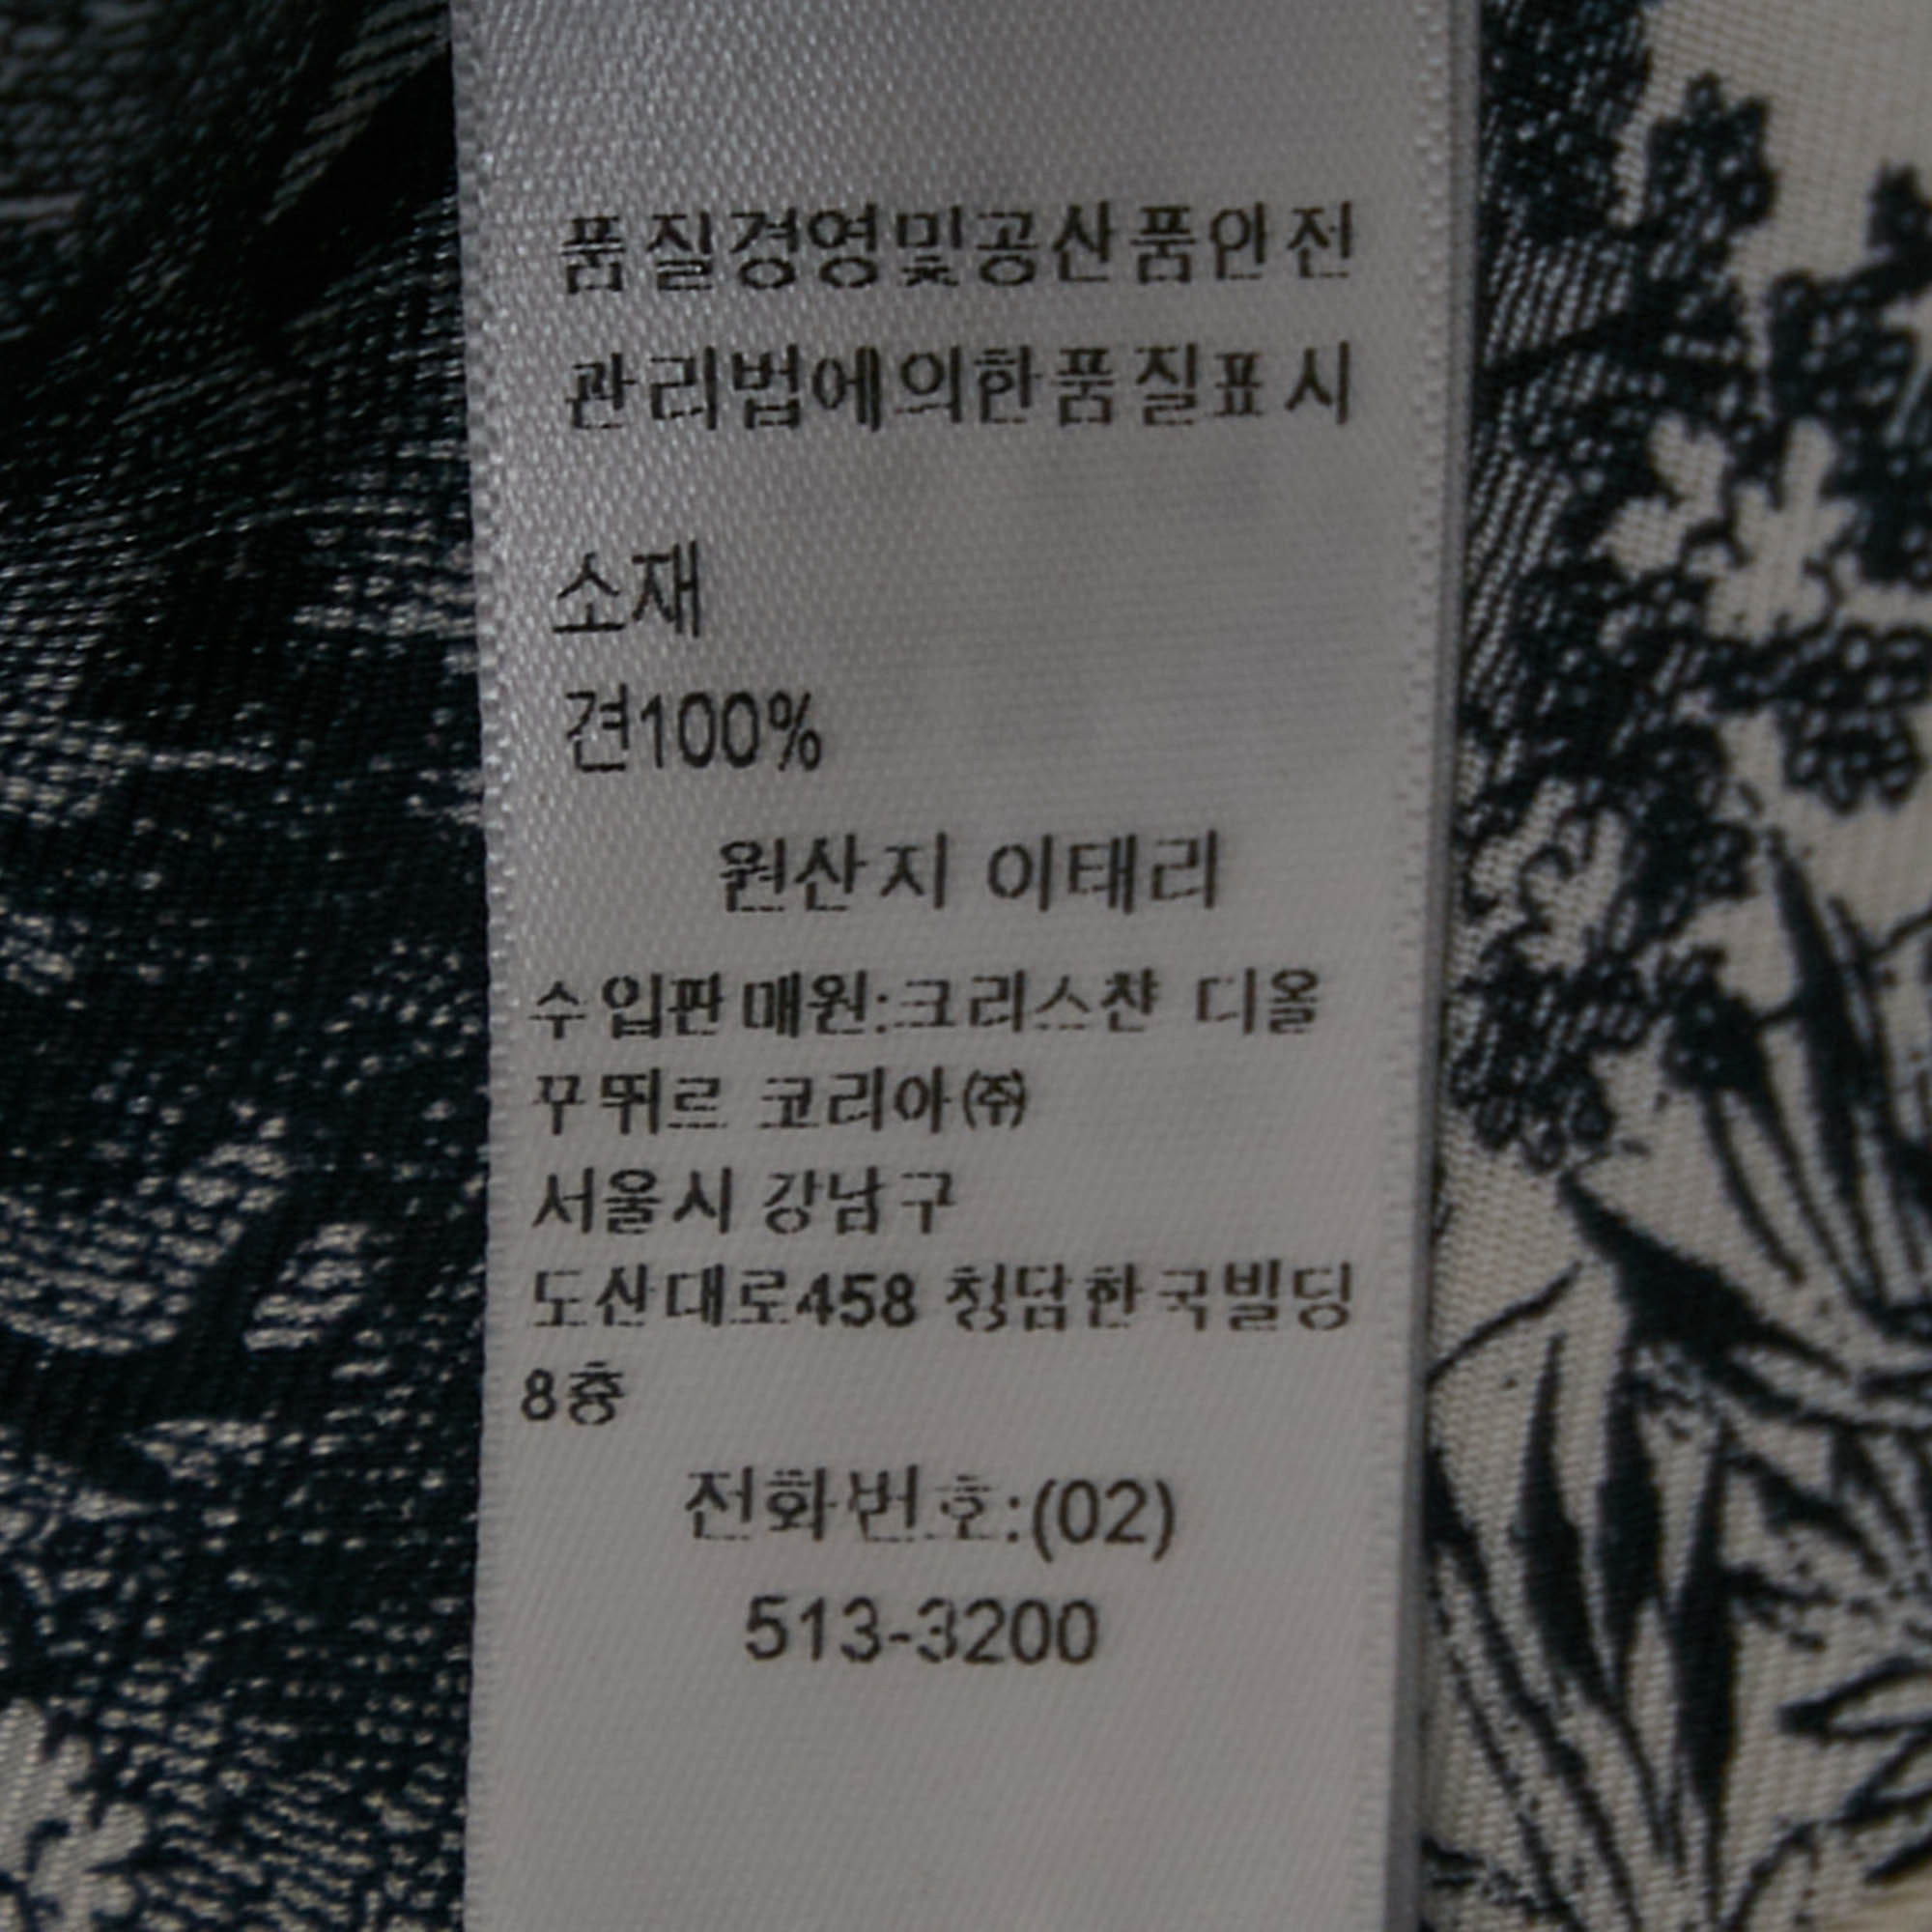 품질경영및공산품안전
관리법에의한품질표시
소재
견100%
원산지 이태리
수입판매원:크리스챤 디올
꾸뛰르 코리아㈜
서울시 강남구
도산대로458 청담한국빌딩
8층
전화번호:(02)
513-3200